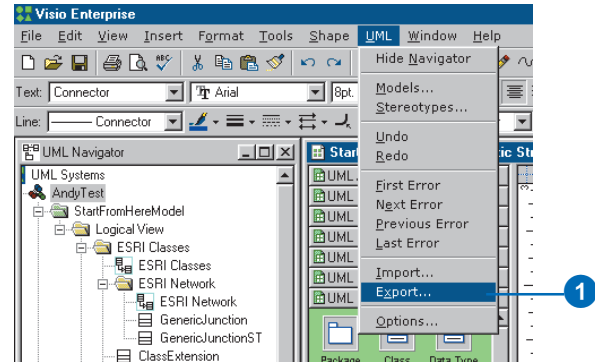 Visio Enterprise
File Edit View Insert Format Tools Shape UML Window Help
Text: Connector Arial 8pt.
Line: Connector
Hide Navigator
Models...
Stereotypes...
Undo
Redo
First Error
Next Error
Previous Error
Last Error
Import...
Export...
Options...
1
UML Navigator
UML Systems
AndyTest
StartFromHereModel
Logical View
ESRI Classes
ESRI Classes
ESRI Network
ESRI Network
GenericJunction
GenericJunctionST
ClassExtension
UML
UML
UML
UML
UML
UML
UML
Package Class Data Type